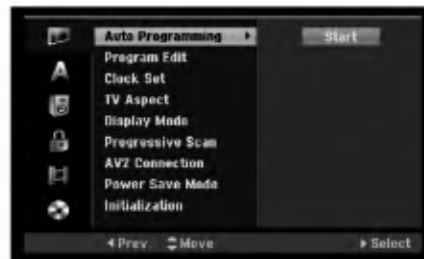 Auto Programming
Start
Program Edit
Clock Set
TV Aspect
Display Mode
Progressive Scan
AV2 Connection
Power Save Mode
Initialization
A
Prev. Move Select